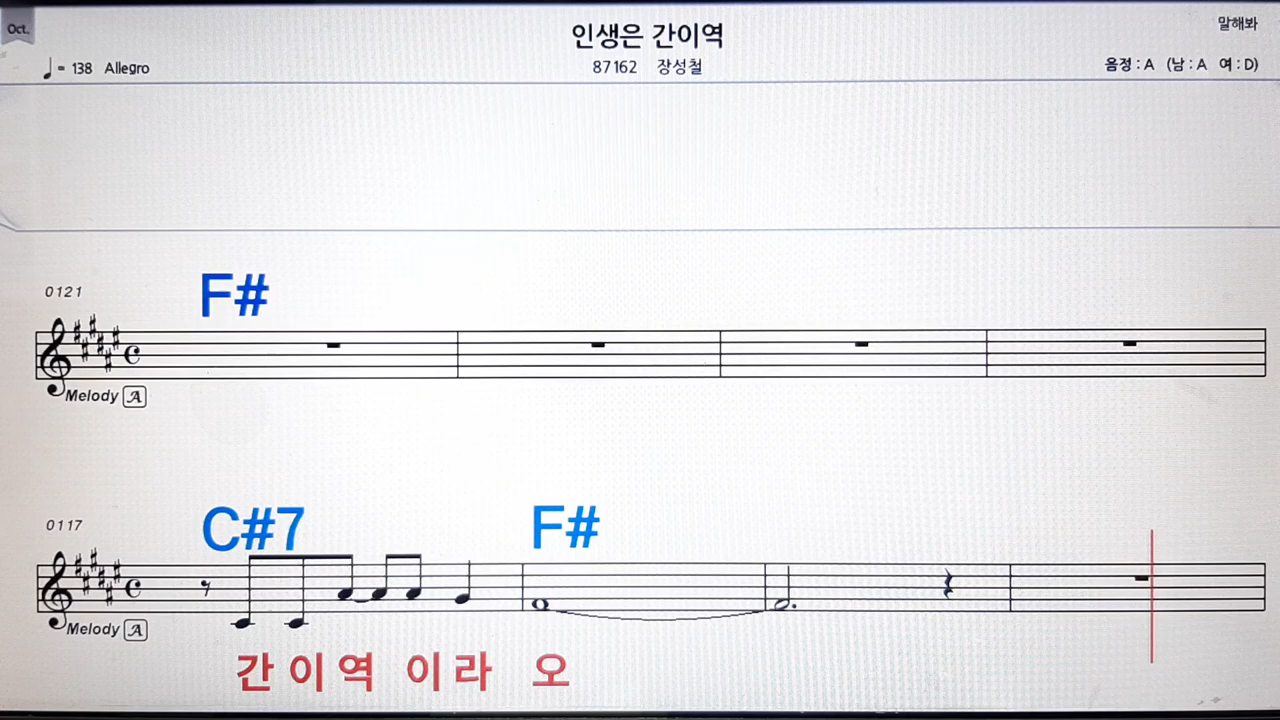 Oct.
인생은 간이역
말해봐
♩= 138 Allegro
87162 장성철
음정 : A (남 : A 여 : D)
0121
F#
Melody A
0117
C#7 F#
Melody A
간 이 역 이 라 오